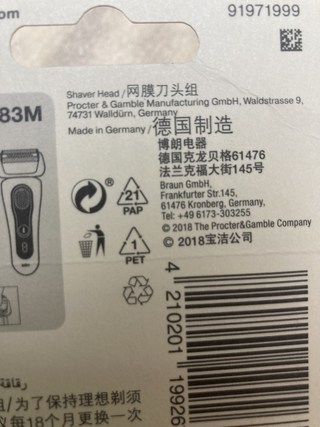 om
91971999
83M
Shaver Head/网膜刀头组
Procter & Gamble Manufacturing GmbH, Waldstrasse 9,
74731 Walldürn, Germany
Made in Germany/德国制造
博朗电器
德国克龙贝格61476
法兰克福大街145号
Braun GmbH,
Frankfurter Str.145,
61476 Kronberg, Germany,
Tel: +49 6173-303255
© 2018 The Procter&Gamble Company
© 2018宝洁公司
21
PAP
1
PET
4 210201 19926
组/为了保持理想剃须
议每18个月更换一次